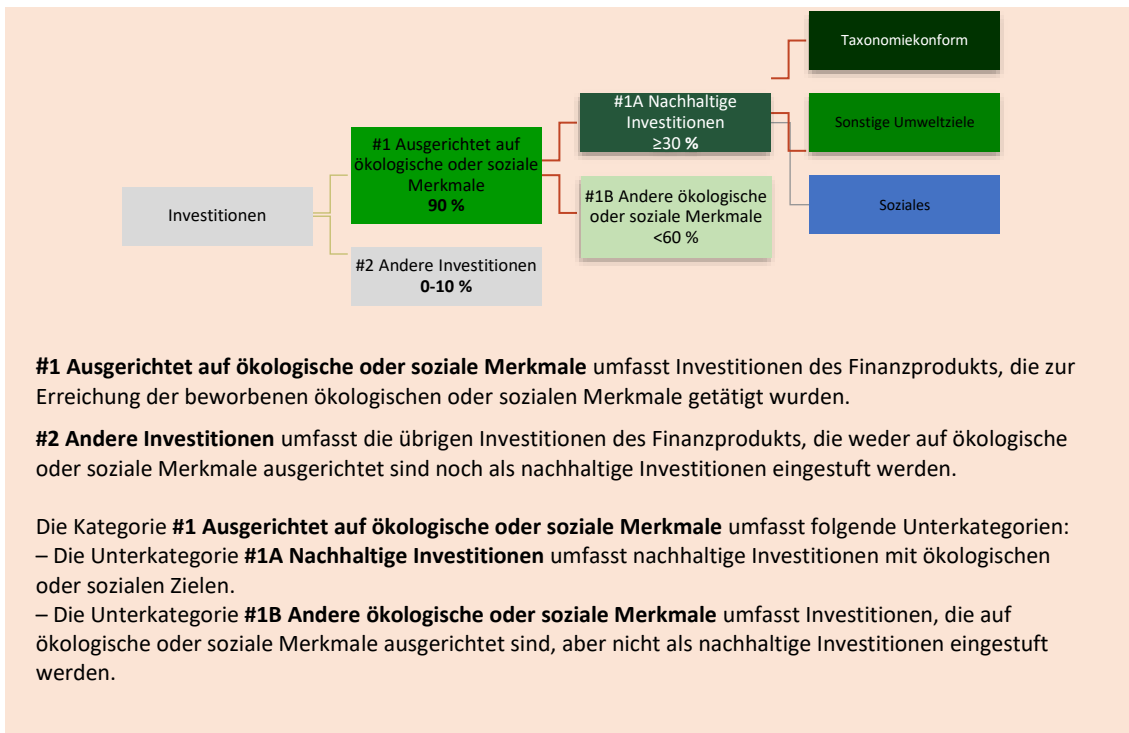 Taxonomiekonform
#1A Nachhaltige
Investitionen
≥30 %
Sonstige Umweltziele
#1 Ausgerichtet auf
ökologische oder soziale
Merkmale
90 %
#1B Andere ökologische
oder soziale Merkmale
<60 %
Soziales
Investitionen
#2 Andere Investitionen
0-10 %
#1 Ausgerichtet auf ökologische oder soziale Merkmale umfasst Investitionen des Finanzprodukts, die zur
Erreichung der beworbenen ökologischen oder sozialen Merkmale getätigt wurden.
#2 Andere Investitionen umfasst die übrigen Investitionen des Finanzprodukts, die weder auf ökologische
oder soziale Merkmale ausgerichtet sind noch als nachhaltige Investitionen eingestuft werden.
Die Kategorie #1 Ausgerichtet auf ökologische oder soziale Merkmale umfasst folgende Unterkategorien:
– Die Unterkategorie #1A Nachhaltige Investitionen umfasst nachhaltige Investitionen mit ökologischen
oder sozialen Zielen.
– Die Unterkategorie #1B Andere ökologische oder soziale Merkmale umfasst Investitionen, die auf
ökologische oder soziale Merkmale ausgerichtet sind, aber nicht als nachhaltige Investitionen eingestuft
werden.